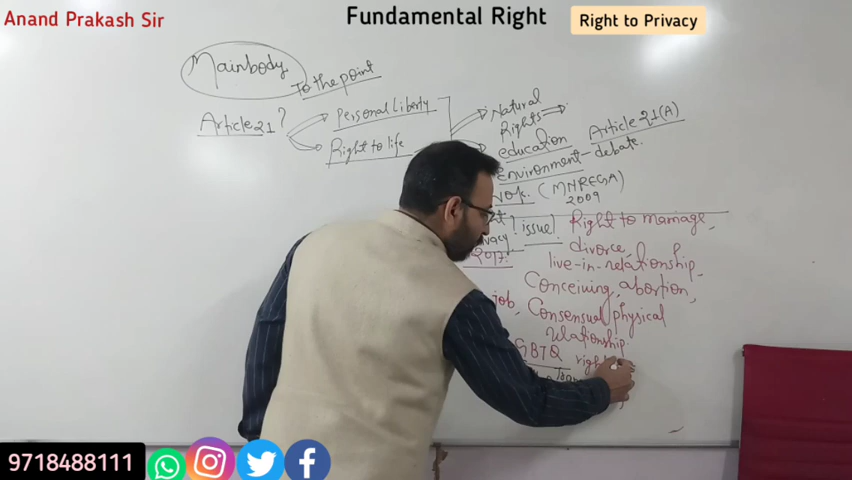 Anand Prakash Sir
Fundamental Right
Right to Privacy
Mainbody
To the point
Article 21?
Personal Liberty
Right to life
Natural
Rights
education
Article 21(A)
environment - debate.
(MNREGA)
2009
issue! Right to marriage,
2017.
divorce,
live-in-relationship,
Conceiving, abortion,
job, Consensual physical
relationship.
GBTQ
9718488111